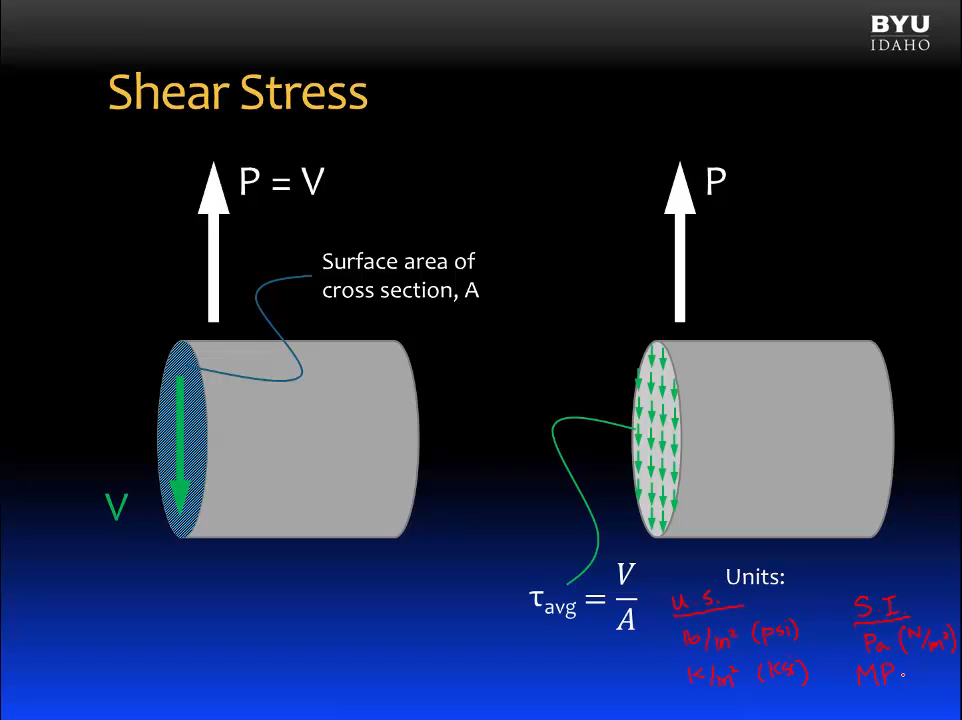 BYU
IDAHO
Shear Stress
P = V
P
Surface area of
cross section, A
V
τavg = V/A
Units:
U.S.
lb/in² (psi)
K/in² (ksi)
S.I.
Pa (N/m²)
MP